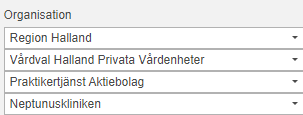 Organisation
Region Halland
Vårdval Halland Privata Vårdenheter
Praktikertjänst Aktiebolag
Neptunuskliniken